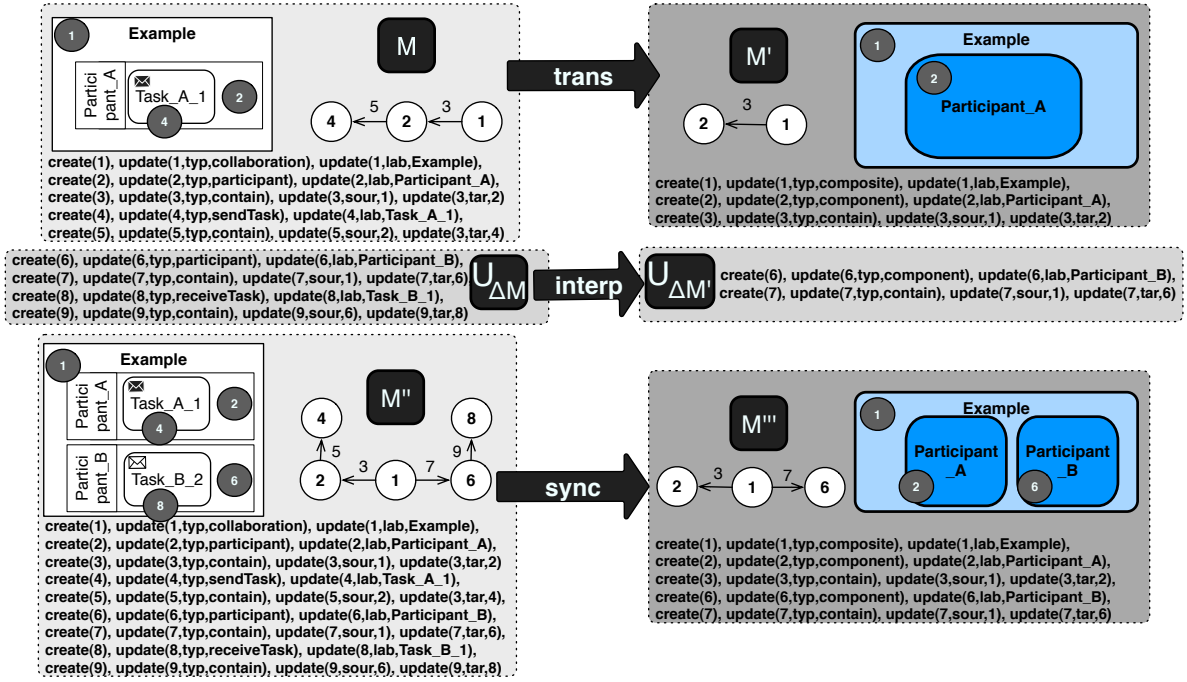 1
Example
Partici
pant_A
Task_A_1
2
4
M
4
5
2
3
1
create(1), update(1,typ,collaboration), update(1,lab,Example),
create(2), update(2,typ,participant), update(2,lab,Participant_A),
create(3), update(3,typ,contain), update(3,sour,1), update(3,tar,2)
create(4), update(4,typ,sendTask), update(4,lab,Task_A_1),
create(5), update(5,typ,contain), update(5,sour,2), update(3,tar,4)
trans
M'
2
3
1
1
Example
2
Participant_A
create(1), update(1,typ,composite), update(1,lab,Example),
create(2), update(2,typ,component), update(2,lab,Participant_A),
create(3), update(3,typ,contain), update(3,sour,1), update(3,tar,2)
create(6), update(6,typ,participant), update(6,lab,Participant_B),
create(7), update(7,typ,contain), update(7,sour,1), update(7,tar,6),
create(8), update(8,typ,receiveTask), update(8,lab,Task_B_1),
create(9), update(9,typ,contain), update(9,sour,6), update(9,tar,8)
UΔM
interp
UΔM'
create(6), update(6,typ,component), update(6,lab,Participant_B),
create(7), update(7,typ,contain), update(7,sour,1), update(7,tar,6)
1
Example
Partici
pant_A
Task_A_1
2
4
Partici
pant_B
Task_B_2
6
8
M''
4
8
5
9
2
3
1
7
6
create(1), update(1,typ,collaboration), update(1,lab,Example),
create(2), update(2,typ,participant), update(2,lab,Participant_A),
create(3), update(3,typ,contain), update(3,sour,1), update(3,tar,2)
create(4), update(4,typ,sendTask), update(4,lab,Task_A_1),
create(5), update(5,typ,contain), update(5,sour,2), update(3,tar,4),
create(6), update(6,typ,participant), update(6,lab,Participant_B),
create(7), update(7,typ,contain), update(7,sour,1), update(7,tar,6),
create(8), update(8,typ,receiveTask), update(8,lab,Task_B_1),
create(9), update(9,typ,contain), update(9,sour,6), update(9,tar,8)
sync
M'''
2
3
1
7
6
1
Example
Participant
_A
2
Participant
_B
6
create(1), update(1,typ,composite), update(1,lab,Example),
create(2), update(2,typ,component), update(2,lab,Participant_A),
create(3), update(3,typ,contain), update(3,sour,1), update(3,tar,2),
create(6), update(6,typ,component), update(6,lab,Participant_B),
create(7), update(7,typ,contain), update(7,sour,1), update(7,tar,6)